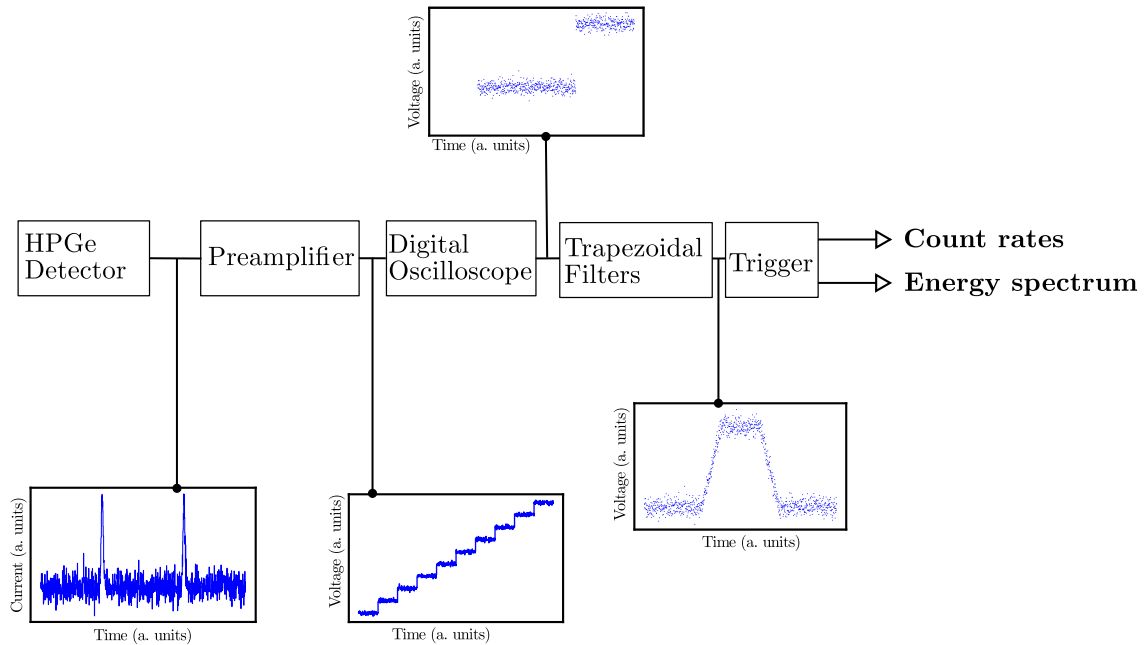 Voltage (a. units)
Time (a. units)
HPGe
Detector
Preamplifier
Digital
Oscilloscope
Trapezoidal
Filters
Trigger
Count rates
Energy spectrum
Current (a. units)
Time (a. units)
Voltage (a. units)
Time (a. units)
Voltage (a. units)
Time (a. units)